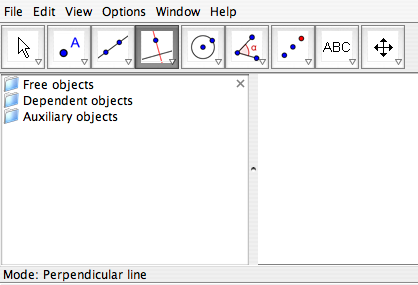 File Edit View Options Window Help
A α ABC
Free objects
Dependent objects
Auxiliary objects
Mode: Perpendicular line